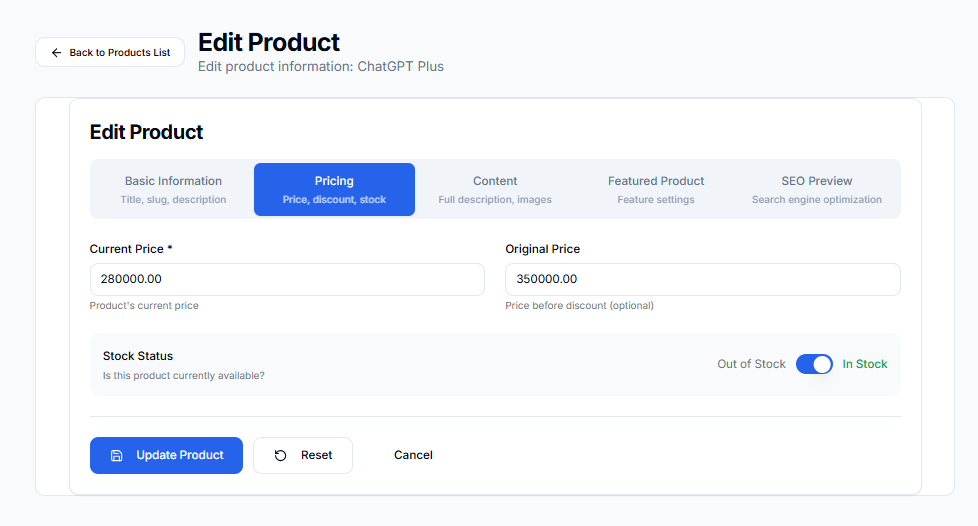 Back to Products List
Edit Product
Edit product information: ChatGPT Plus
Edit Product
Basic Information
Title, slug, description
Pricing
Price, discount, stock
Content
Full description, images
Featured Product
Feature settings
SEO Preview
Search engine optimization
Current Price *
280000.00
Product's current price
Original Price
350000.00
Price before discount (optional)
Stock Status
Is this product currently available?
Out of Stock
In Stock
Update Product
Reset
Cancel